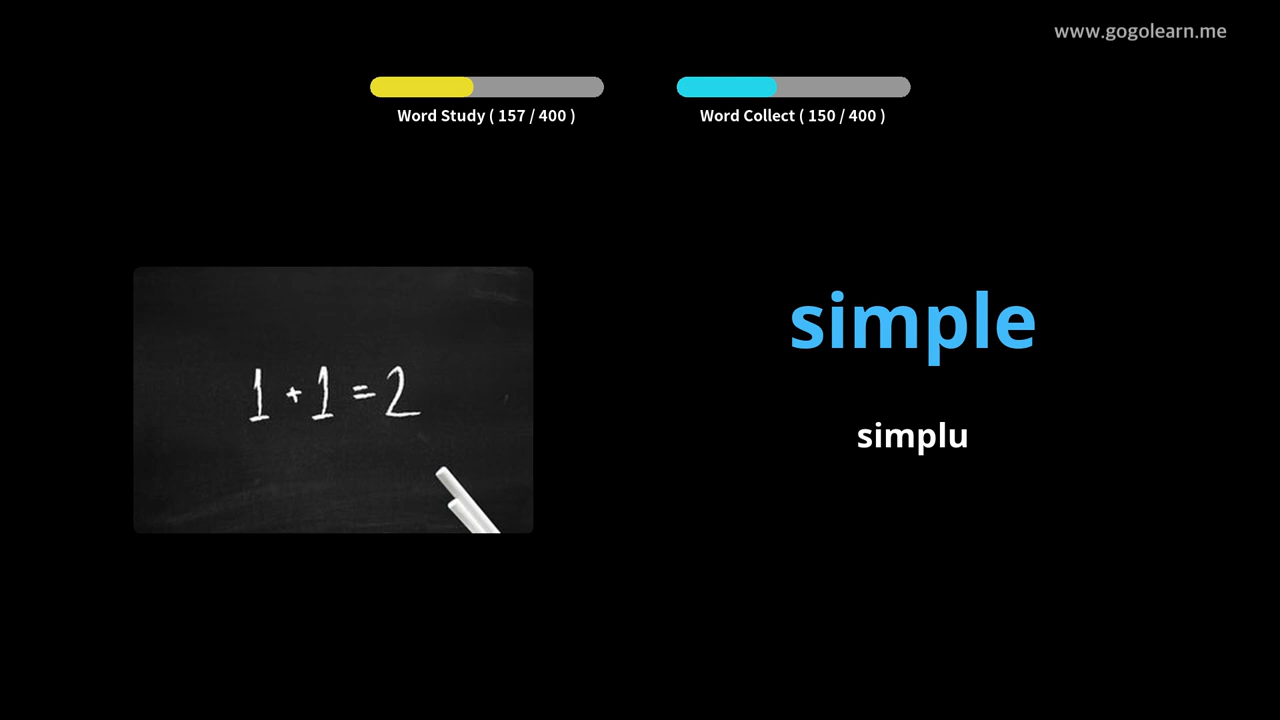 www.gogolearn.me
Word Study ( 157 / 400 )
Word Collect ( 150 / 400 )
1 + 1 = 2
simple
simplu